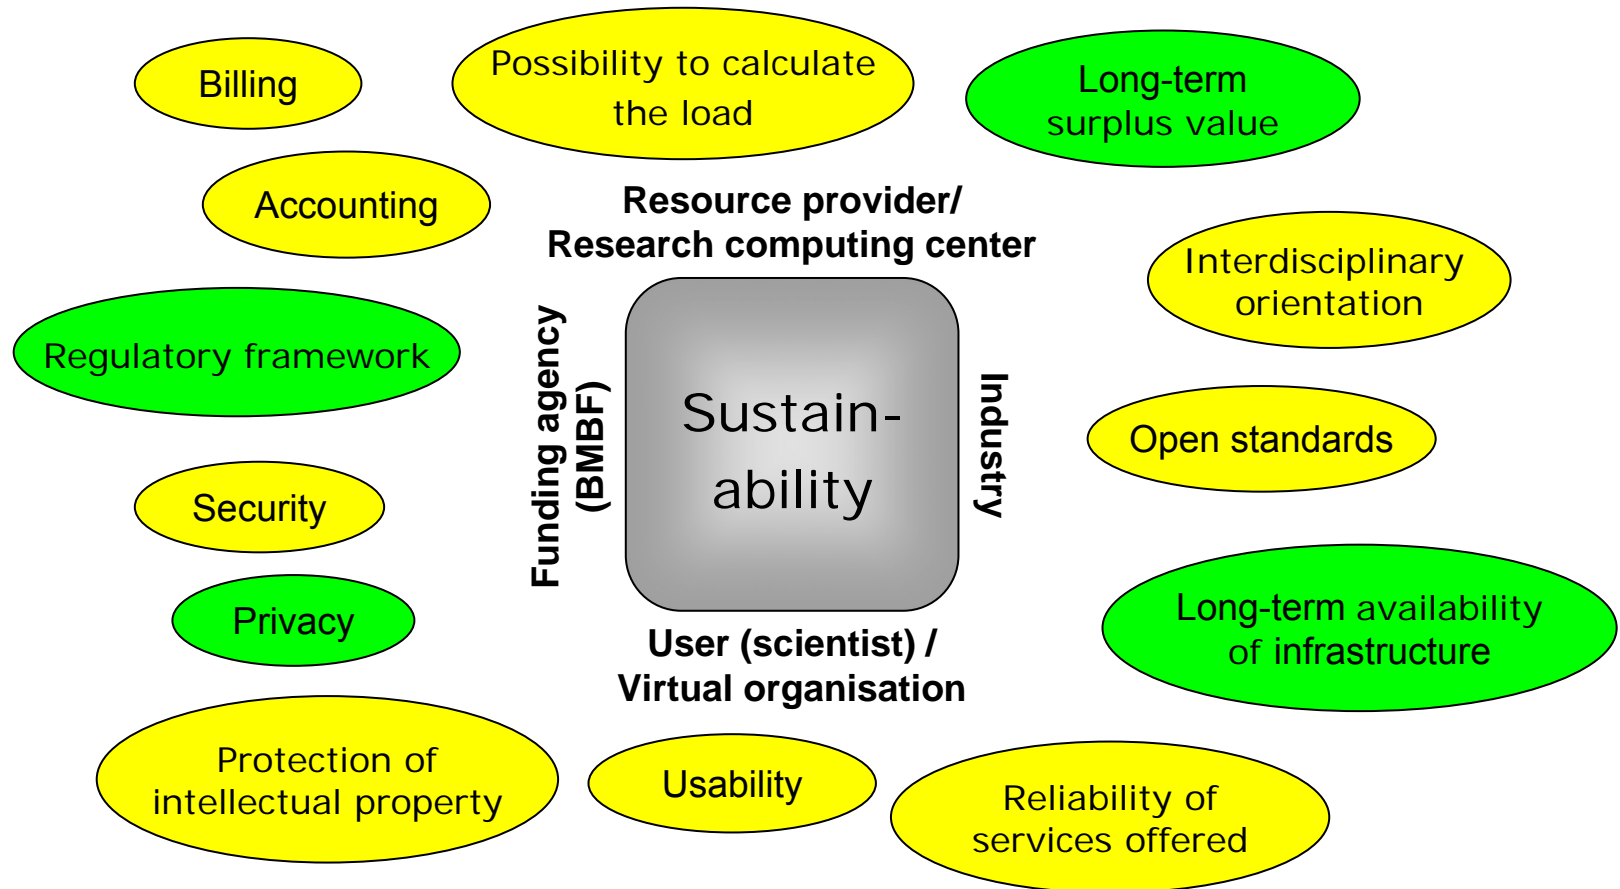 Billing
Possibility to calculate
the load
Long-term
surplus value
Accounting
Resource provider/
Research computing center
Interdisciplinary
orientation
Regulatory framework
Funding agency
(BMBF)
Sustain-
ability
Industry
Open standards
Security
Privacy
User (scientist) /
Virtual organisation
Long-term availability
of infrastructure
Protection of
intellectual property
Usability
Reliability of
services offered